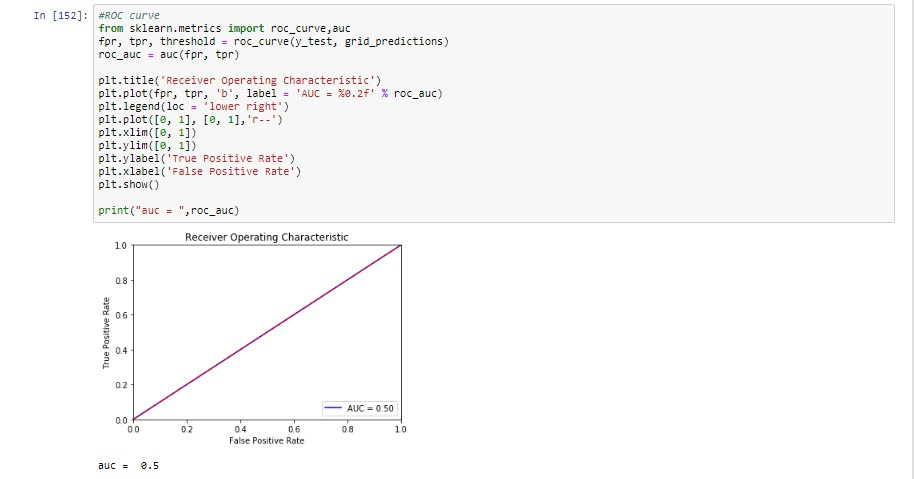 In [152]: #ROC curve
from sklearn.metrics import roc_curve,auc
fpr, tpr, threshold = roc_curve(y_test, grid_predictions)
roc_auc = auc(fpr, tpr)
plt.title('Receiver Operating Characteristic')
plt.plot(fpr, tpr, 'b', label = 'AUC = %0.2f' % roc_auc)
plt.legend(loc = 'lower right')
plt.plot([0, 1], [0, 1],'r--')
plt.xlim([0, 1])
plt.ylim([0, 1])
plt.ylabel('True Positive Rate')
plt.xlabel('False Positive Rate')
plt.show()
print("auc = ",roc_auc)
Receiver Operating Characteristic
1.0
0.8
0.6
0.4
0.2
0.0
True Positive Rate
AUC = 0.50
0.0 0.2 0.4 0.6 0.8 1.0
False Positive Rate
auc =  0.5